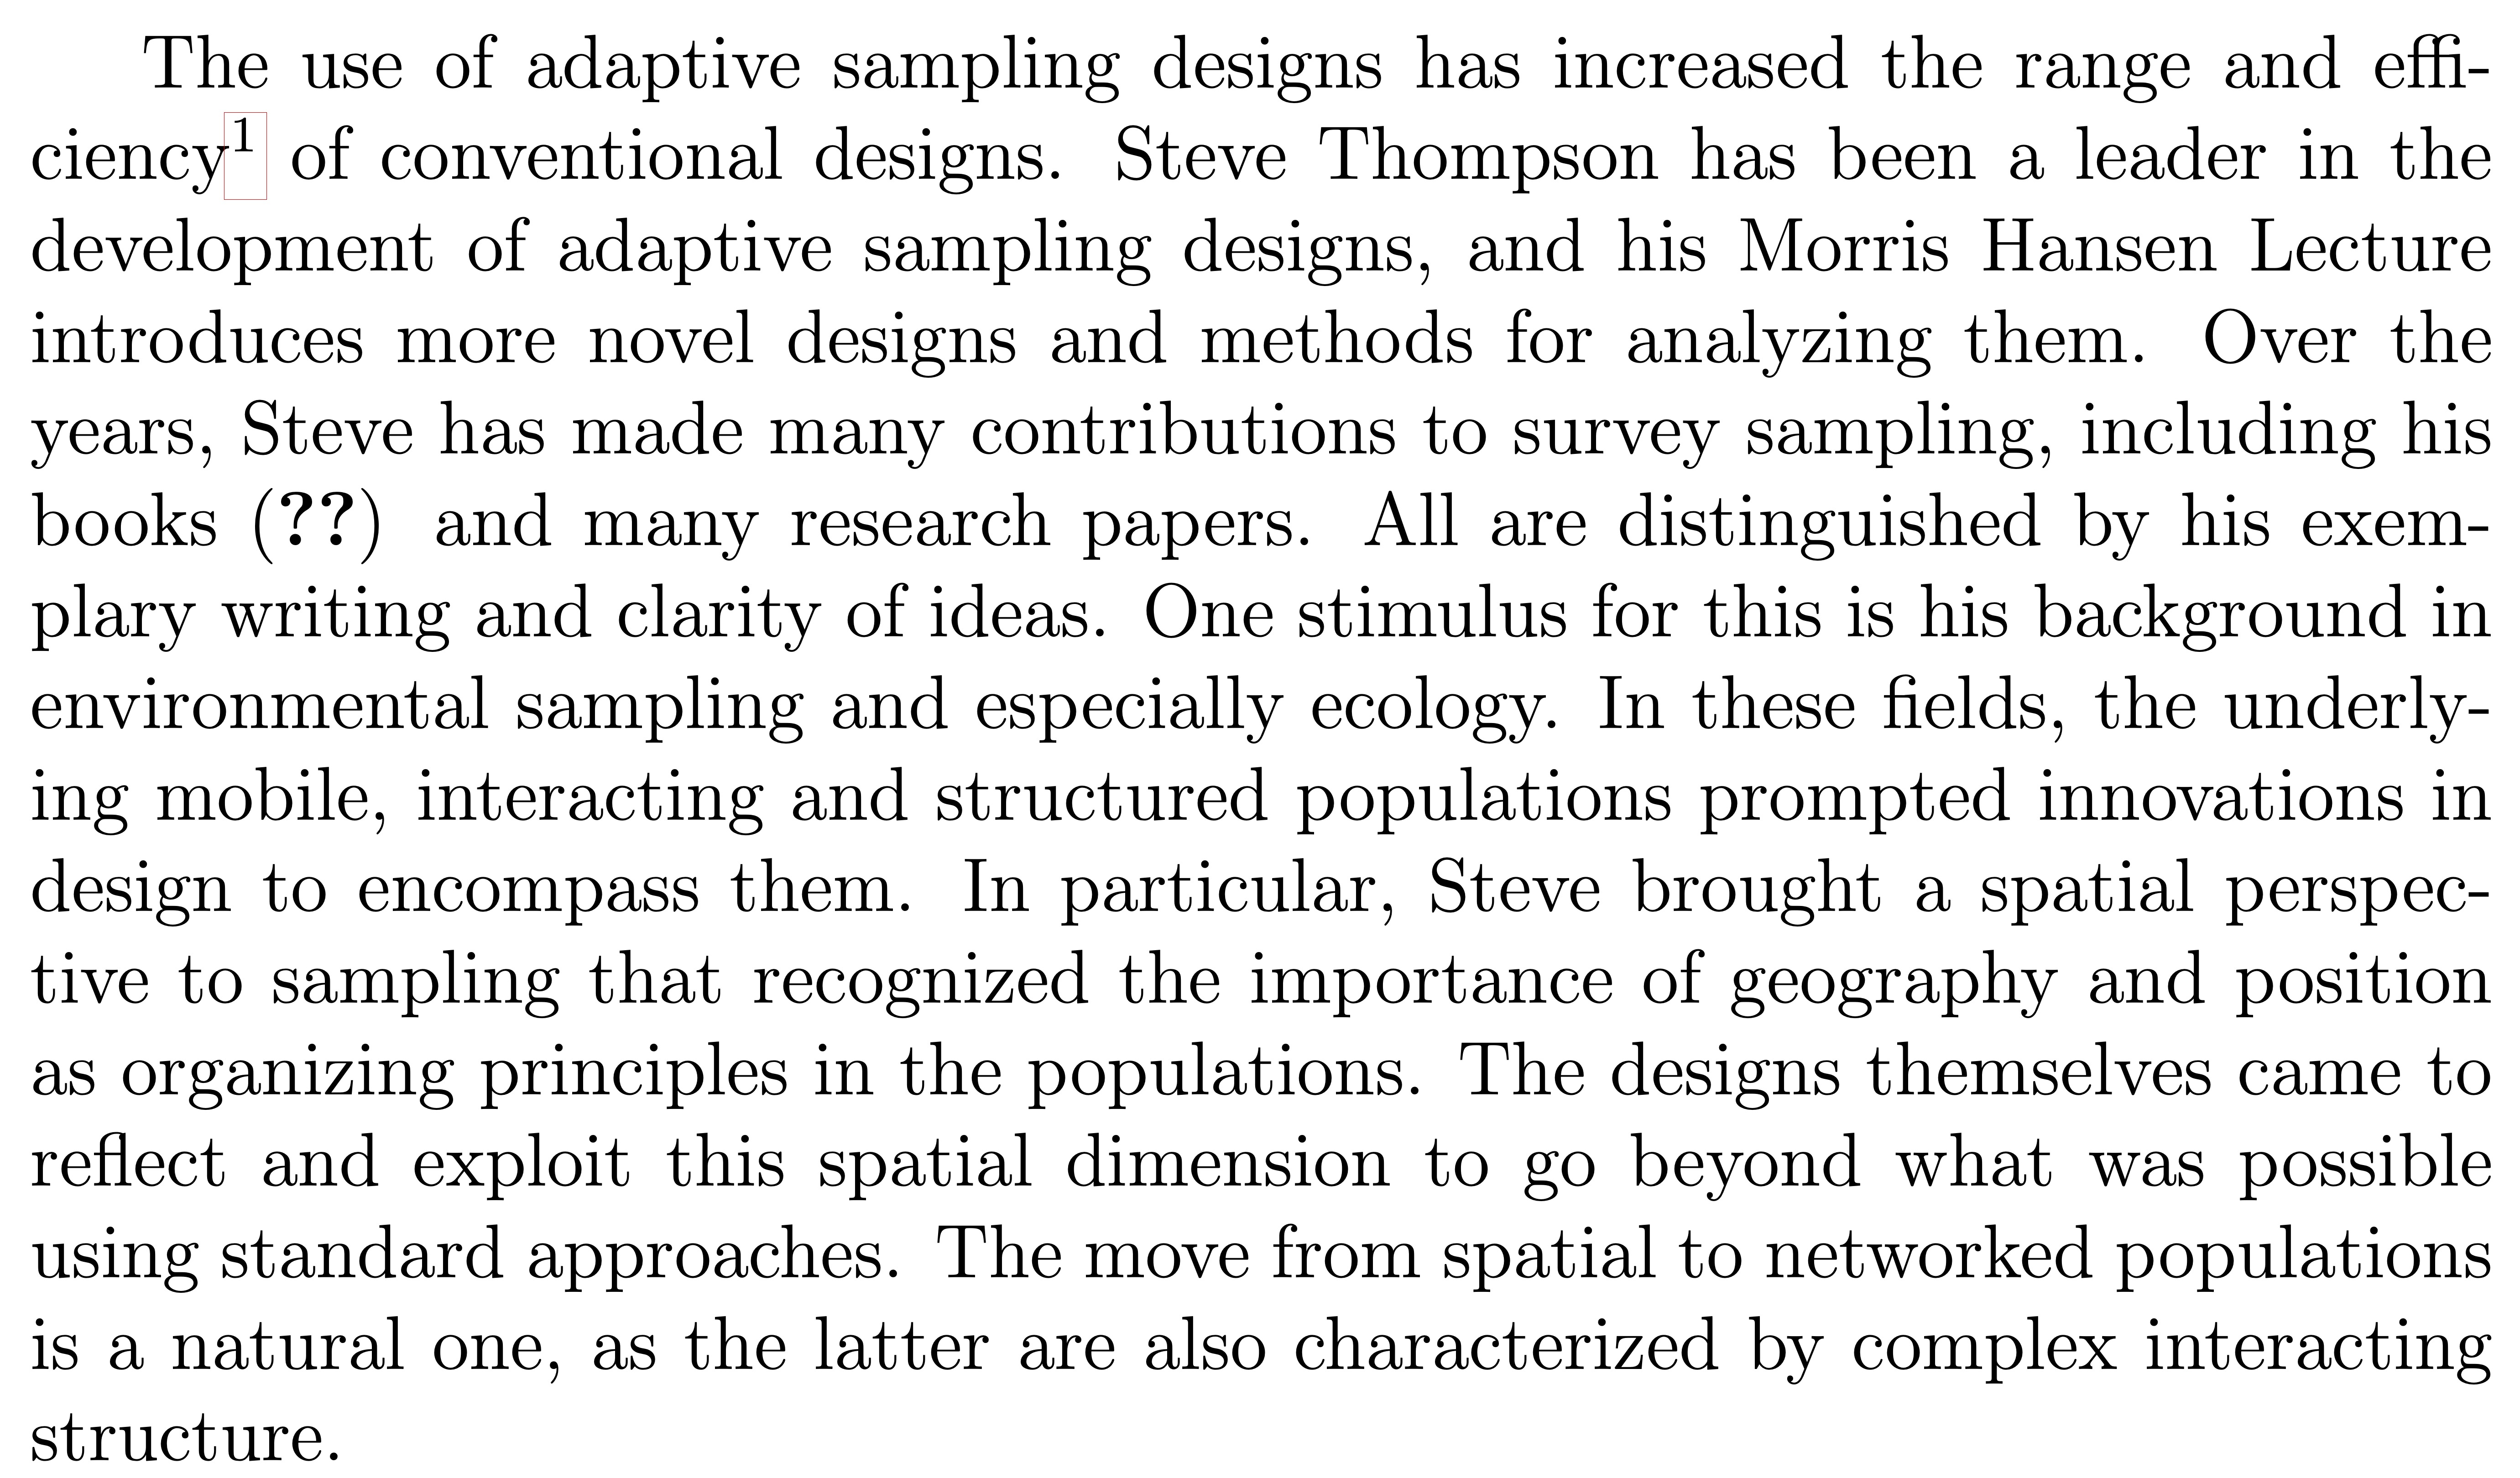 The use of adaptive sampling designs has increased the range and effi-
ciency¹ of conventional designs. Steve Thompson has been a leader in the
development of adaptive sampling designs, and his Morris Hansen Lecture
introduces more novel designs and methods for analyzing them. Over the
years, Steve has made many contributions to survey sampling, including his
books (??) and many research papers. All are distinguished by his exem-
plary writing and clarity of ideas. One stimulus for this is his background in
environmental sampling and especially ecology. In these fields, the underly-
ing mobile, interacting and structured populations prompted innovations in
design to encompass them. In particular, Steve brought a spatial perspec-
tive to sampling that recognized the importance of geography and position
as organizing principles in the populations. The designs themselves came to
reflect and exploit this spatial dimension to go beyond what was possible
using standard approaches. The move from spatial to networked populations
is a natural one, as the latter are also characterized by complex interacting
structure.